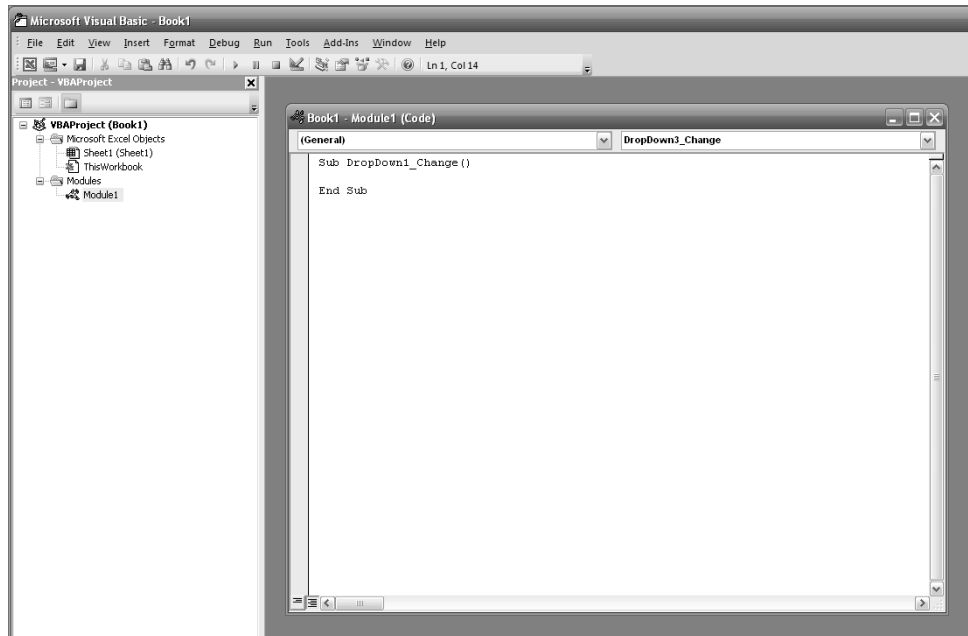 Microsoft Visual Basic - Book1
File Edit View Insert Format Debug Run Tools Add-Ins Window Help
Ln 1, Col 14
Project - VBAProject
VBAProject (Book1)
Microsoft Excel Objects
Sheet1 (Sheet1)
ThisWorkbook
Modules
Module1
Book1 - Module1 (Code)
(General) DropDown3_Change
Sub DropDown1_Change()
End Sub